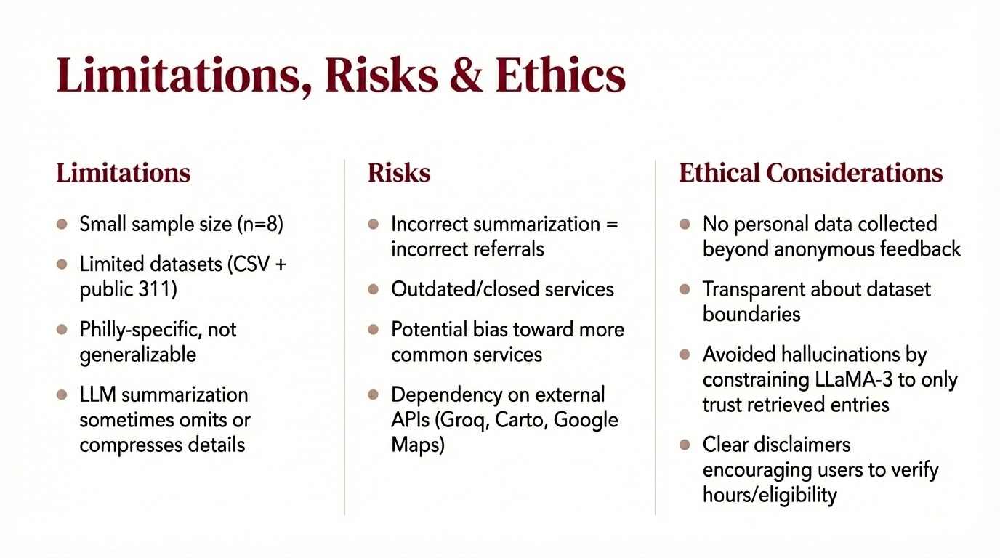 Limitations, Risks & Ethics
Limitations
Small sample size (n=8)
Limited datasets (CSV +
public 311)
Philly-specific, not
generalizable
LLM summarization
sometimes omits or
compresses details
Risks
Incorrect summarization =
incorrect referrals
Outdated/closed services
Potential bias toward more
common services
Dependency on external
APIs (Groq, Carto, Google
Maps)
Ethical Considerations
No personal data collected
beyond anonymous feedback
Transparent about dataset
boundaries
Avoided hallucinations by
constraining LLaMA-3 to only
trust retrieved entries
Clear disclaimers
encouraging users to verify
hours/eligibility